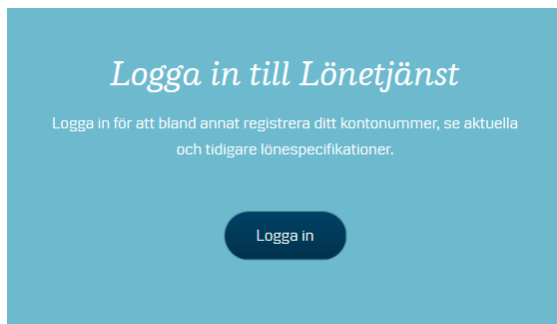 Logga in till Lönetjänst
Logga in för att bland annat registrera ditt kontonummer, se aktuella
och tidigare lönespecifikationer.
Logga in